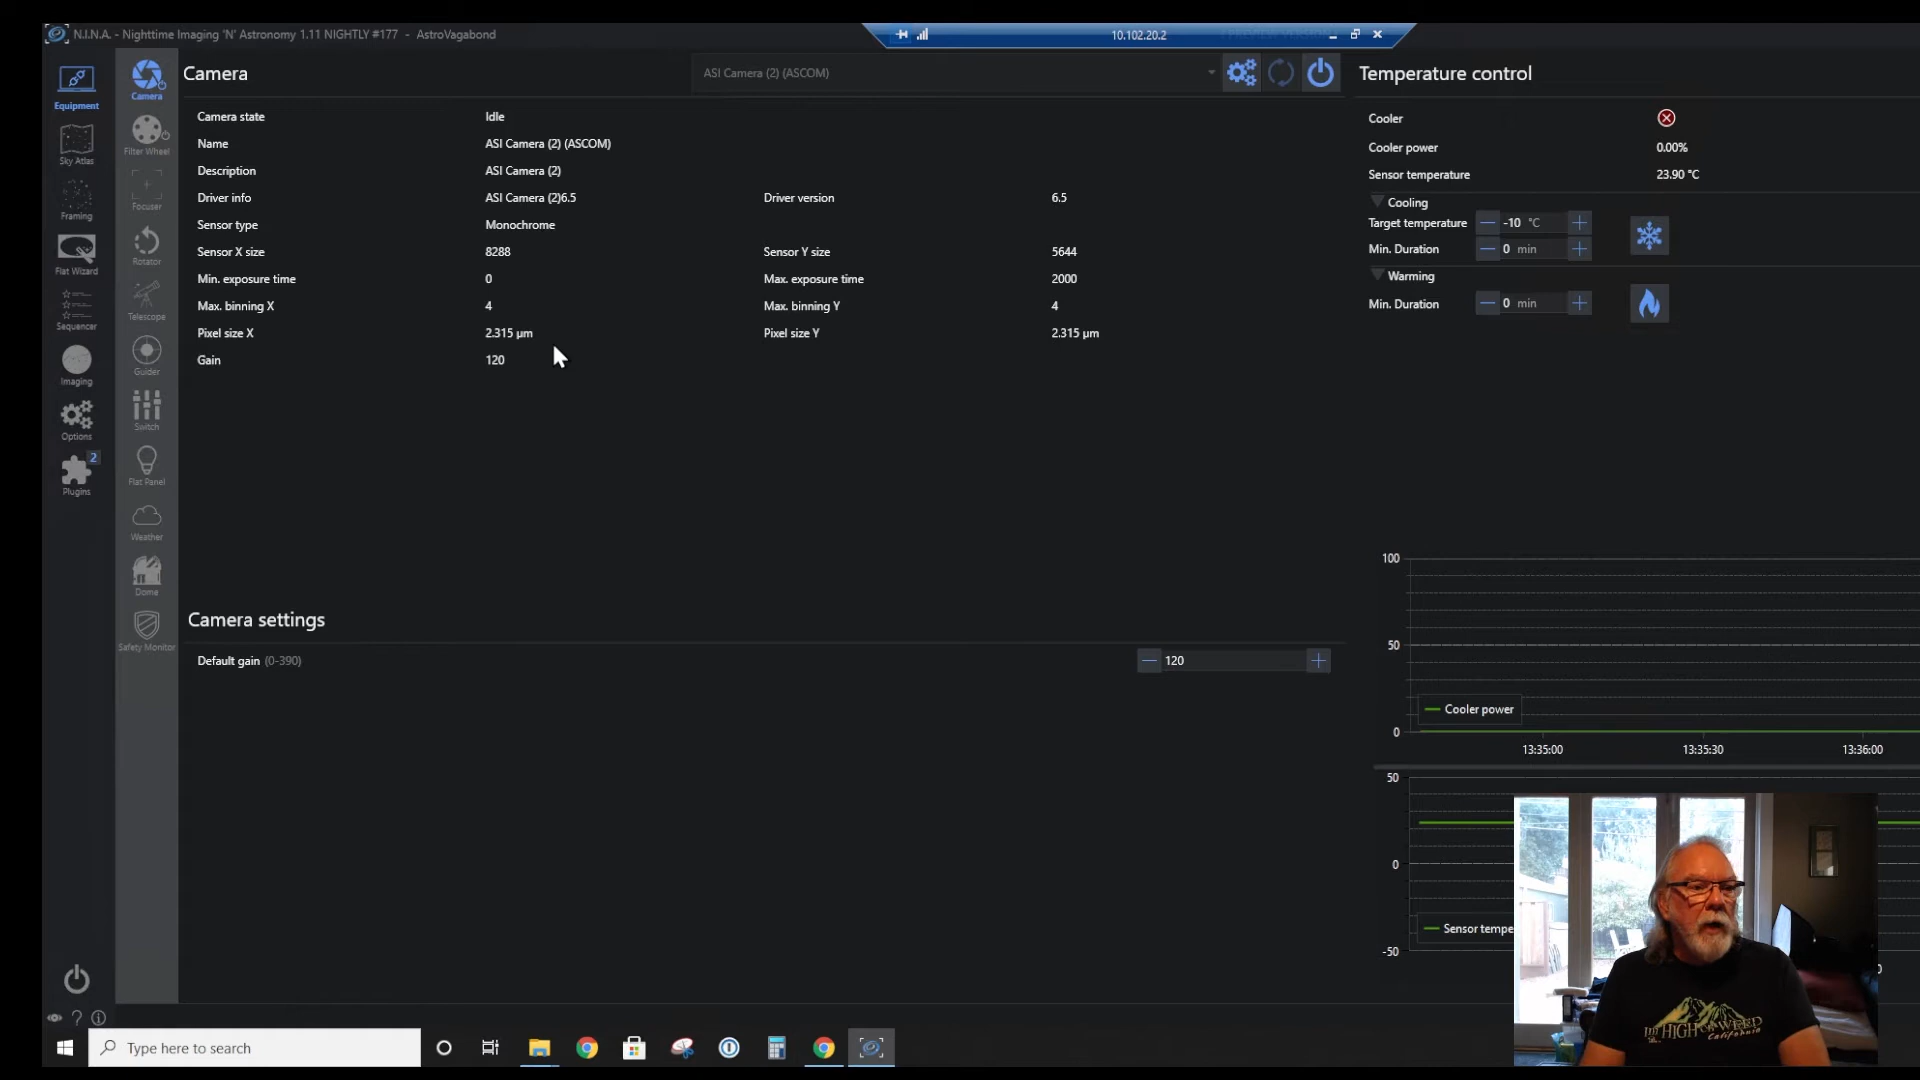 N.I.N.A. - Nighttime Imaging 'N' Astronomy 1.11 NIGHTLY #177 - AstroVagabond
10.102.20.2
Equipment
Sky Atlas
Framing
Flat Wizard
Sequencer
Imaging
Options
2
Plugins
Camera
Filter Wheel
Focuser
Rotator
Telescope
Guider
Switch
Flat Panel
Weather
Dome
Safety Monitor
Camera
ASI Camera (2) (ASCOM)
Camera state Idle
Name ASI Camera (2) (ASCOM)
Description ASI Camera (2)
Driver info ASI Camera (2)6.5 Driver version 6.5
Sensor type Monochrome
Sensor X size 8288 Sensor Y size 5644
Min. exposure time 0 Max. exposure time 2000
Max. binning X 4 Max. binning Y 4
Pixel size X 2.315 µm Pixel size Y 2.315 µm
Gain 120
Camera settings
Default gain (0-390) 120
Temperature control
Cooler
Cooler power 0.00%
Sensor temperature 23.90 °C
Cooling
Target temperature -10 °C
Min. Duration 0 min
Warming
Min. Duration 0 min
100
50
Cooler power
0
13:35:00 13:35:30 13:36:00
50
0
Sensor tempe
-50
0
HIGH WEED
California
Type here to search